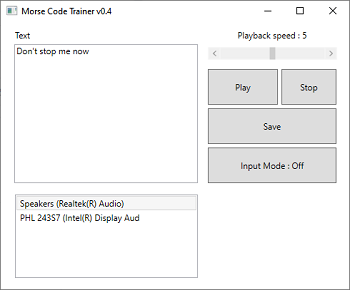 Morse Code Trainer v0.4
Text
Playback speed : 5
Don't stop me now
Play
Stop
Save
Input Mode : Off
Speakers (Realtek(R) Audio)
PHL 243S7 (Intel(R) Display Aud